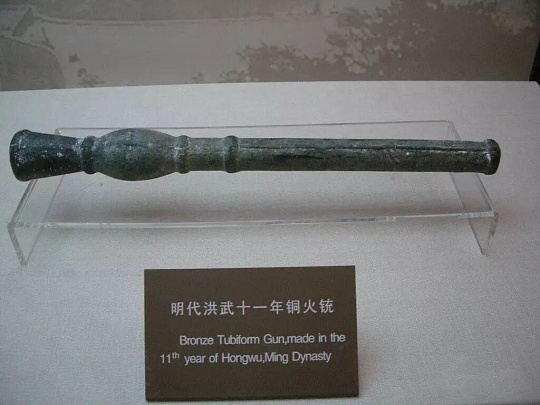 明代洪武十一年铜火铳
Bronze Tubiform Gun,made in the
11th year of Hongwu,Ming Dynasty